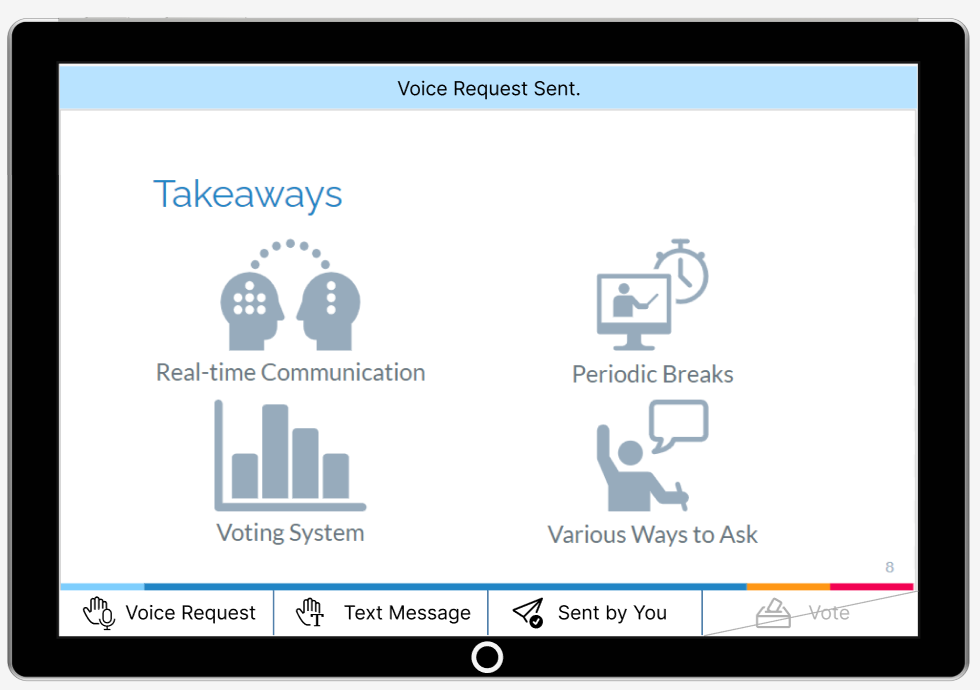 Voice Request Sent.
Takeaways
Real-time Communication
Periodic Breaks
Voting System
Various Ways to Ask
8
Voice Request
T
Text Message
Sent by You
Vote